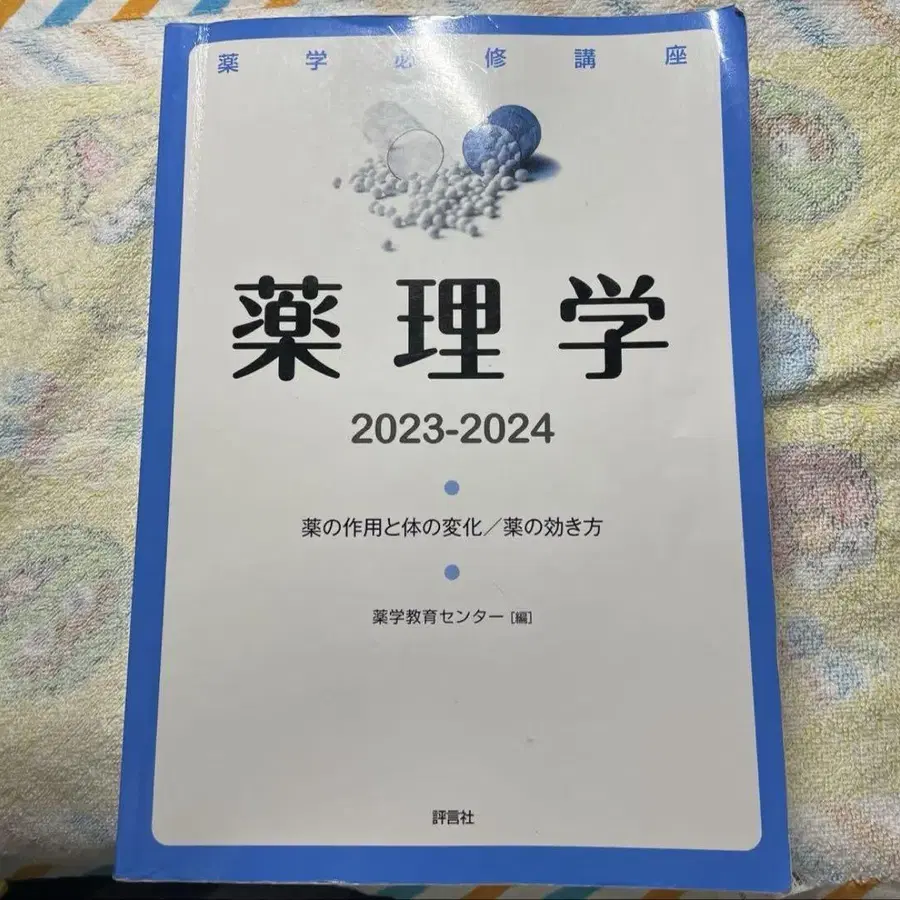 薬学必修講座
薬理学
2023-2024
薬の作用と体の変化／薬の効き方
薬学教育センター［編］
評言社